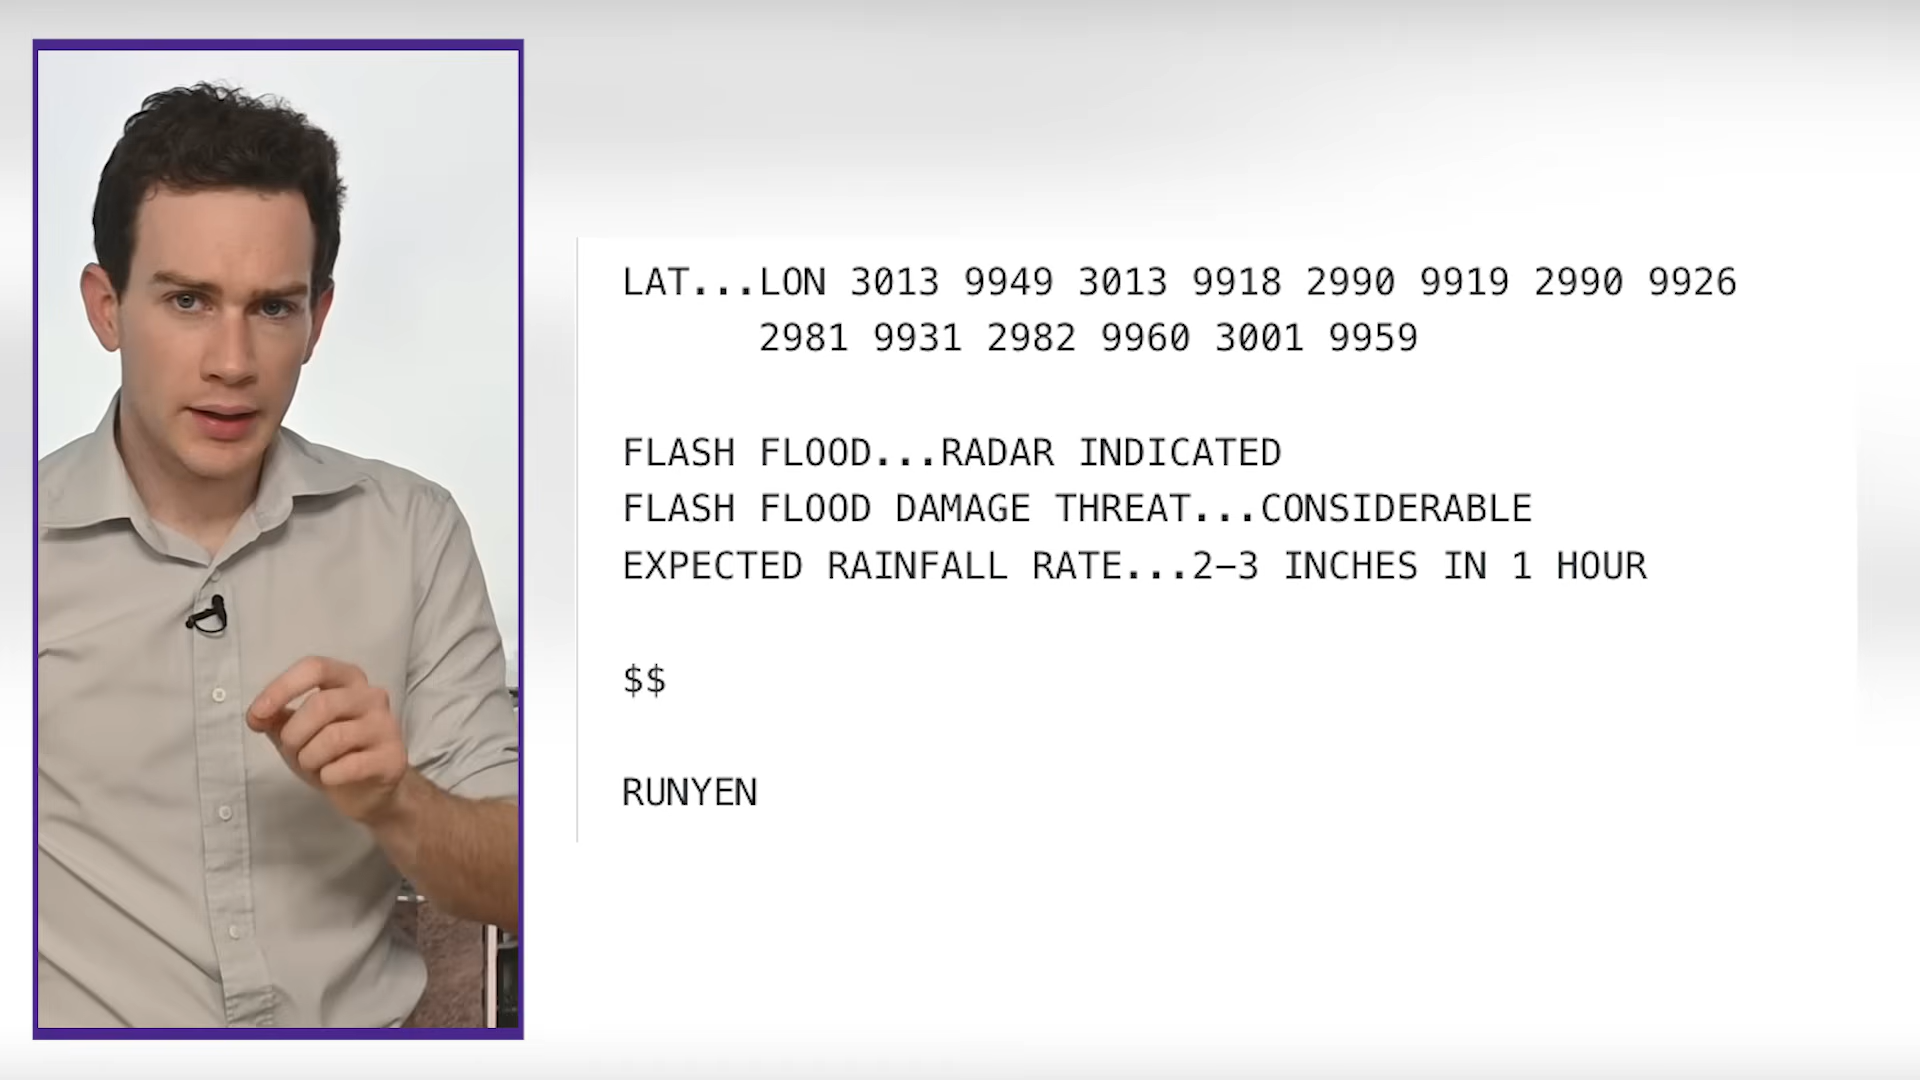 LAT...LON 3013 9949 3013 9918 2990 9919 2990 9926
2981 9931 2982 9960 3001 9959
FLASH FLOOD...RADAR INDICATED
FLASH FLOOD DAMAGE THREAT...CONSIDERABLE
EXPECTED RAINFALL RATE...2–3 INCHES IN 1 HOUR
$$
RUNYEN